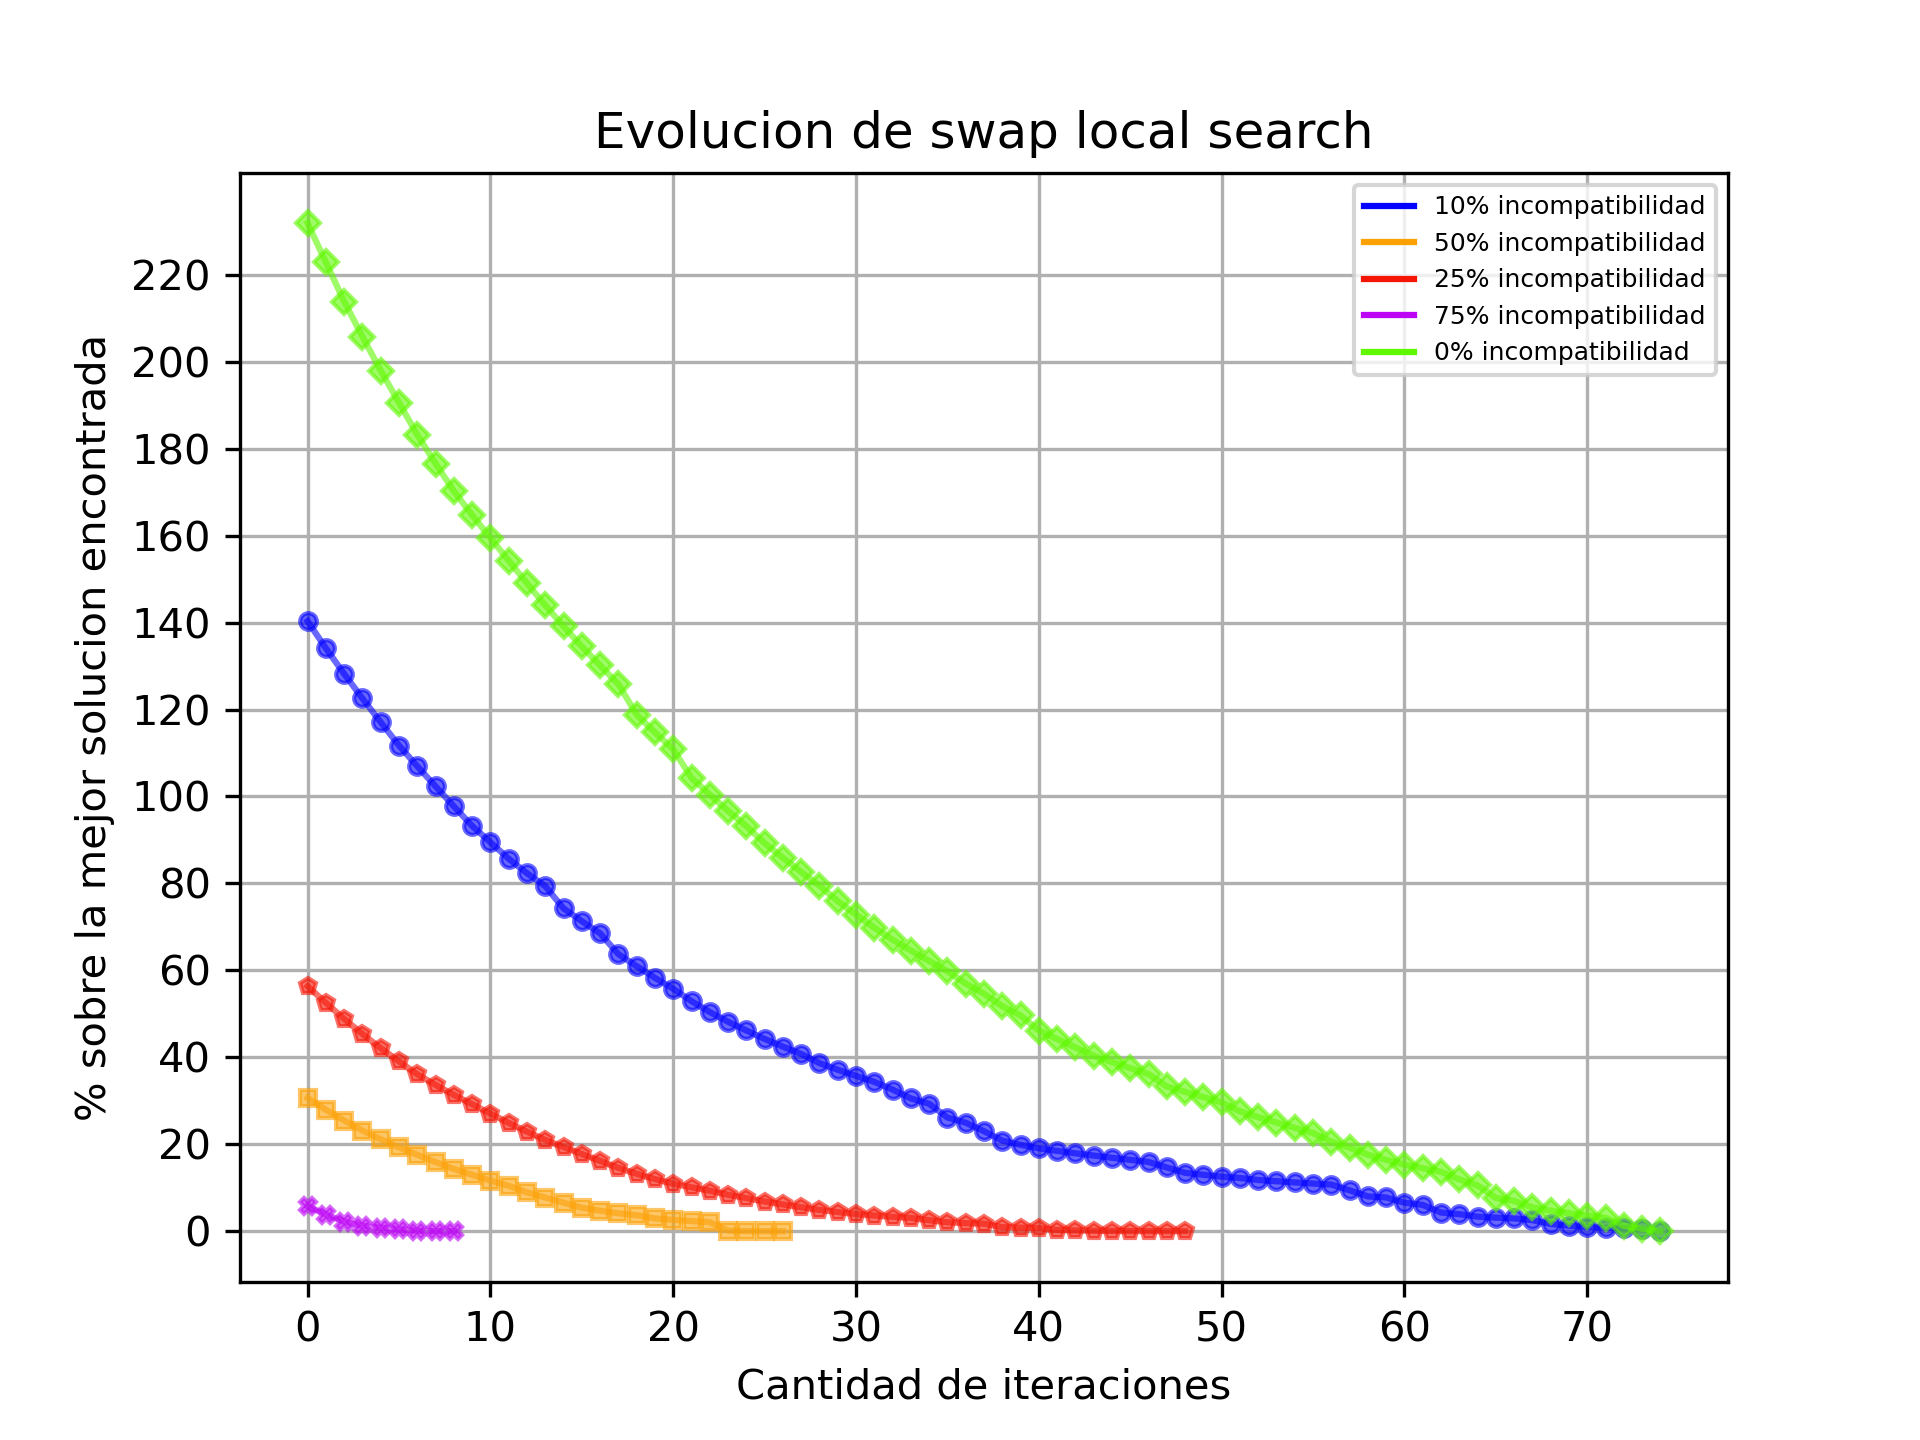 Evolucion de swap local search
10% incompatibilidad
50% incompatibilidad
25% incompatibilidad
75% incompatibilidad
0% incompatibilidad
% sobre la mejor solucion encontrada
220
200
180
160
140
120
100
80
60
40
20
0
0 10 20 30 40 50 60 70
Cantidad de iteraciones